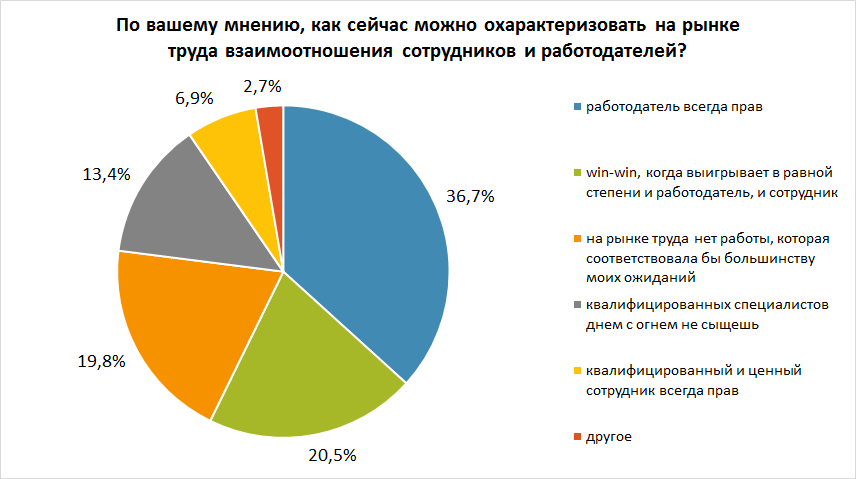 По вашему мнению, как сейчас можно охарактеризовать на рынке
труда взаимоотношения сотрудников и работодателей?
2,7%
6,9%
13,4%
36,7%
19,8%
20,5%
работодатель всегда прав
win-win, когда выигрывает в равной
степени и работодатель, и сотрудник
на рынке труда нет работы, которая
соответствовала бы большинству
моих ожиданий
квалифицированных специалистов
днем с огнем не сыщешь
квалифицированный и ценный
сотрудник всегда прав
другое